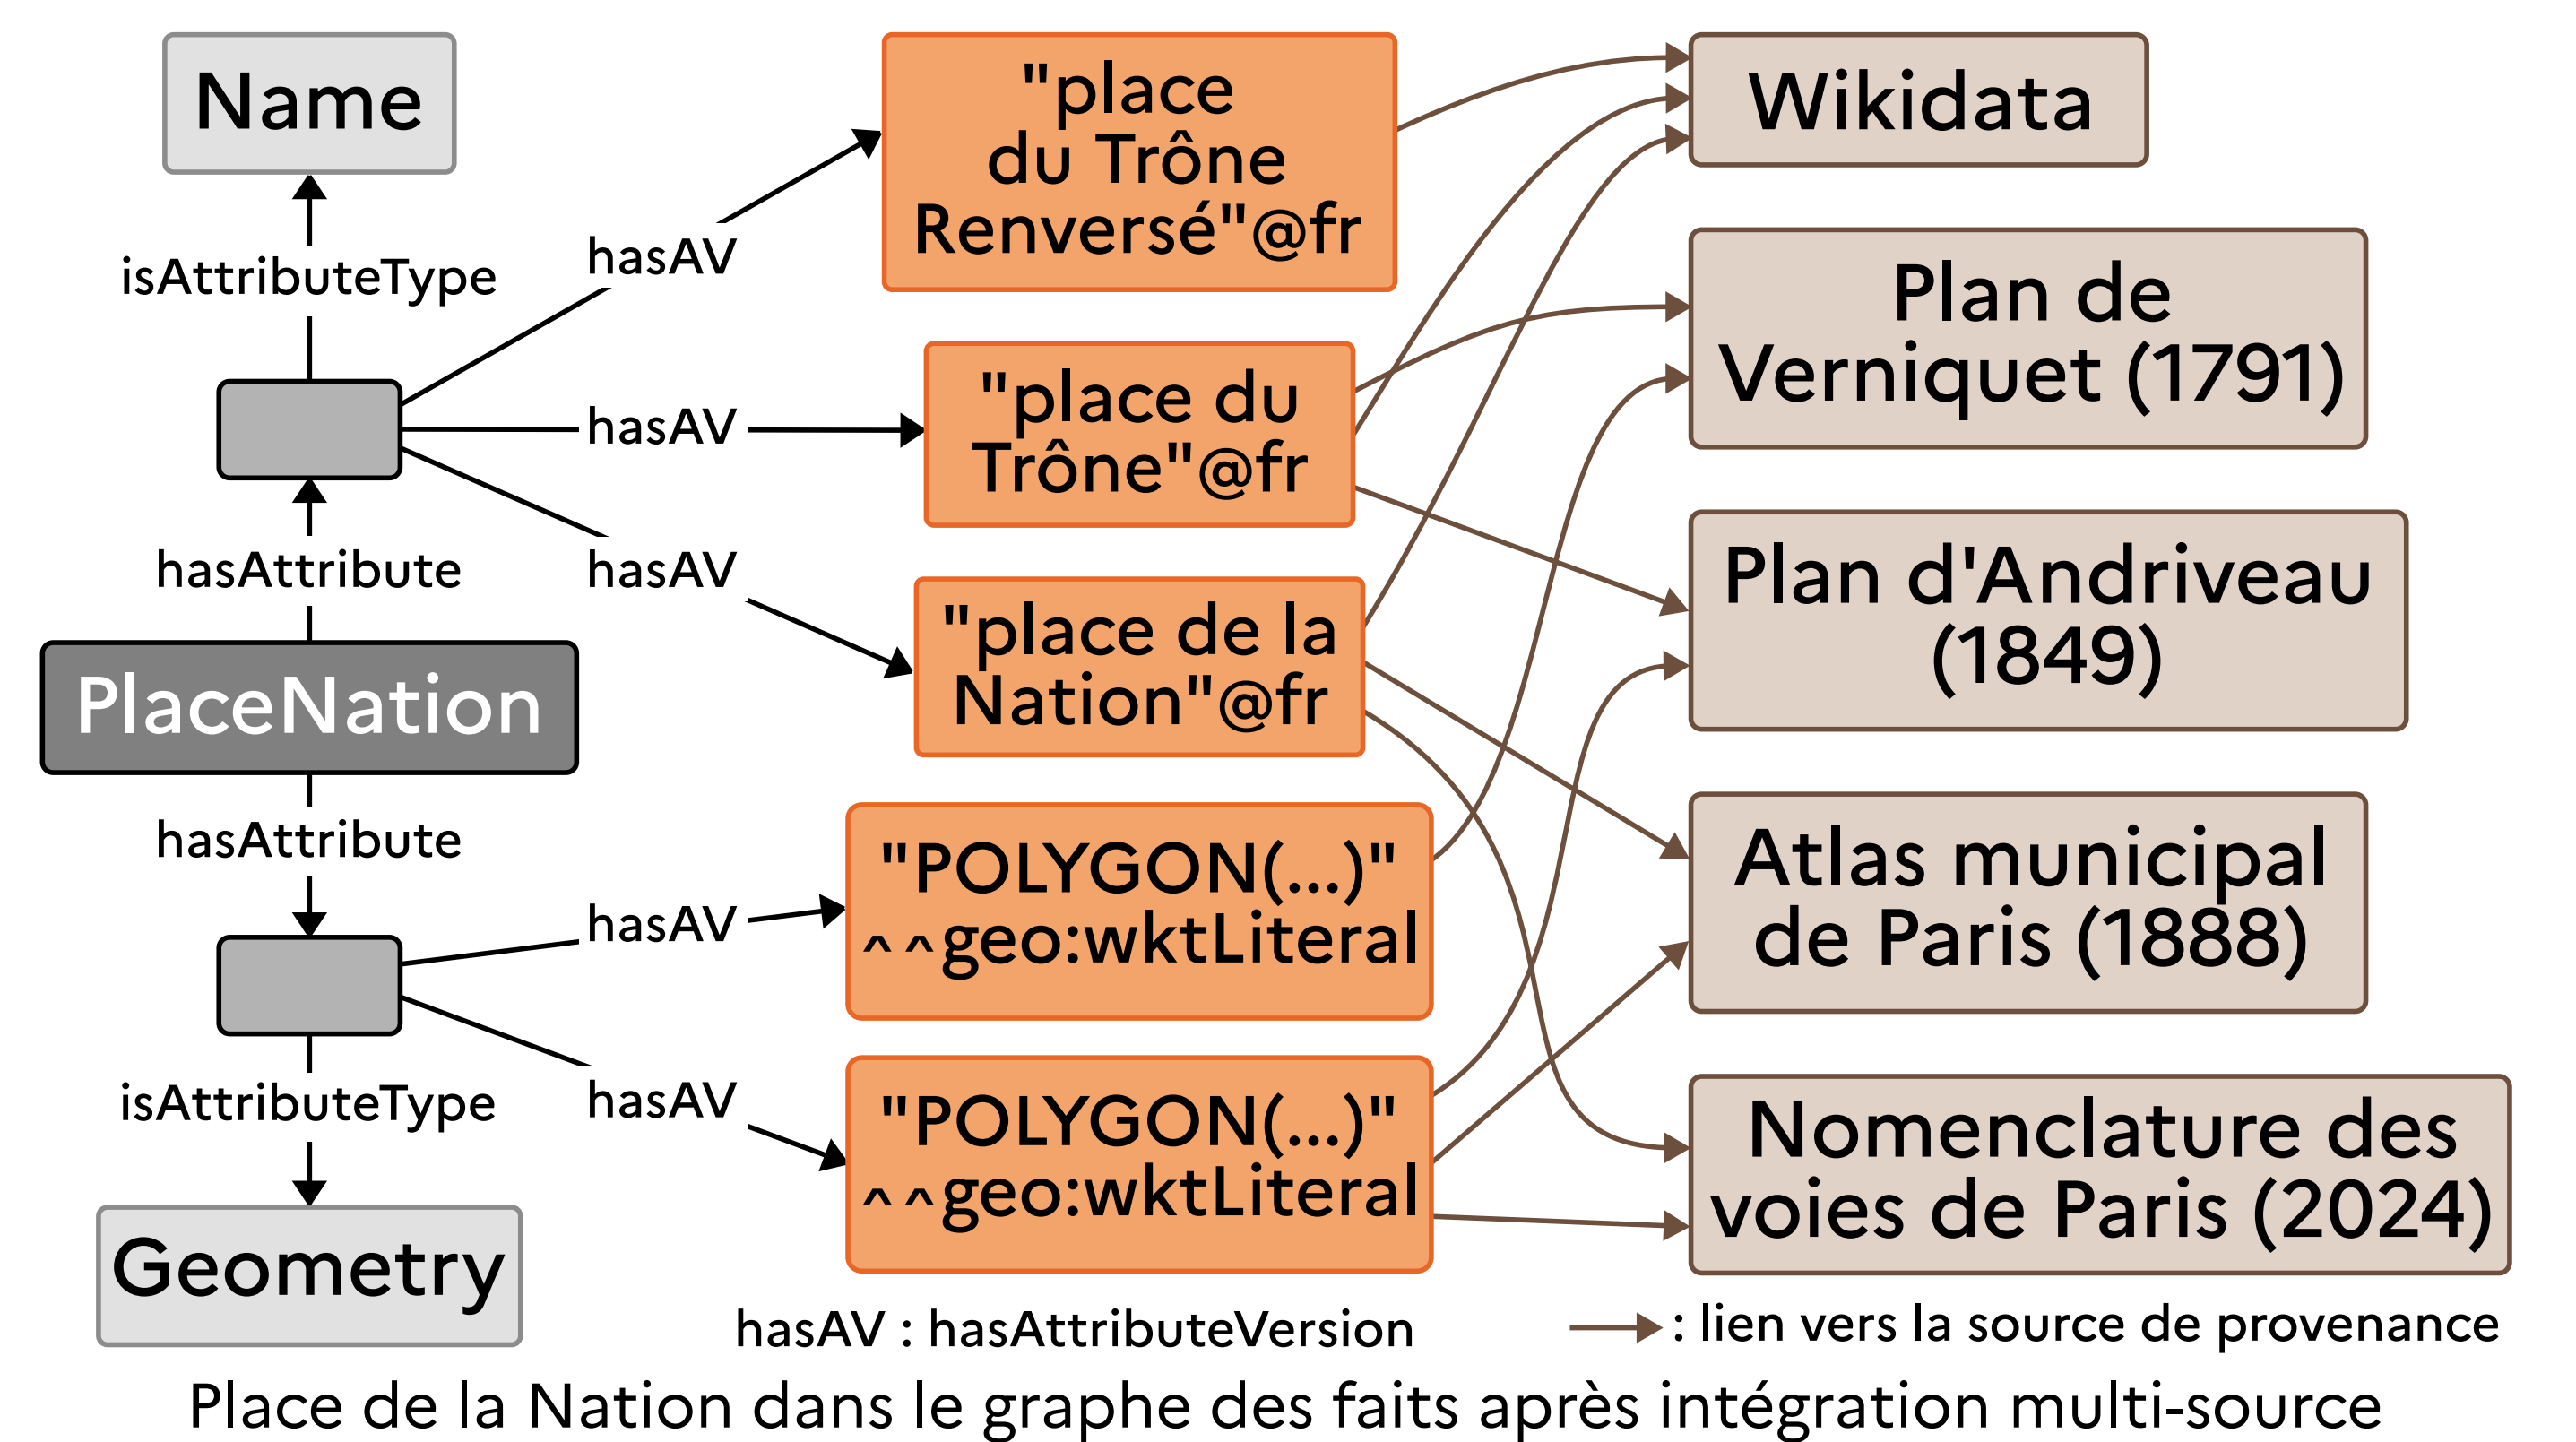 Name
isAttributeType
hasAttribute
PlaceNation
hasAttribute
isAttributeType
Geometry
hasAV
hasAV
hasAV
hasAV
hasAV
"place
du Trône
Renversé"@fr
"place du
Trône"@fr
"place de la
Nation"@fr
"POLYGON(...)"
^^geo:wktLiteral
"POLYGON(...)"
^^geo:wktLiteral
Wikidata
Plan de
Verniquet (1791)
Plan d'Andriveau
(1849)
Atlas municipal
de Paris (1888)
Nomenclature des
voies de Paris (2024)
hasAV : hasAttributeVersion
: lien vers la source de provenance
Place de la Nation dans le graphe des faits après intégration multi-source